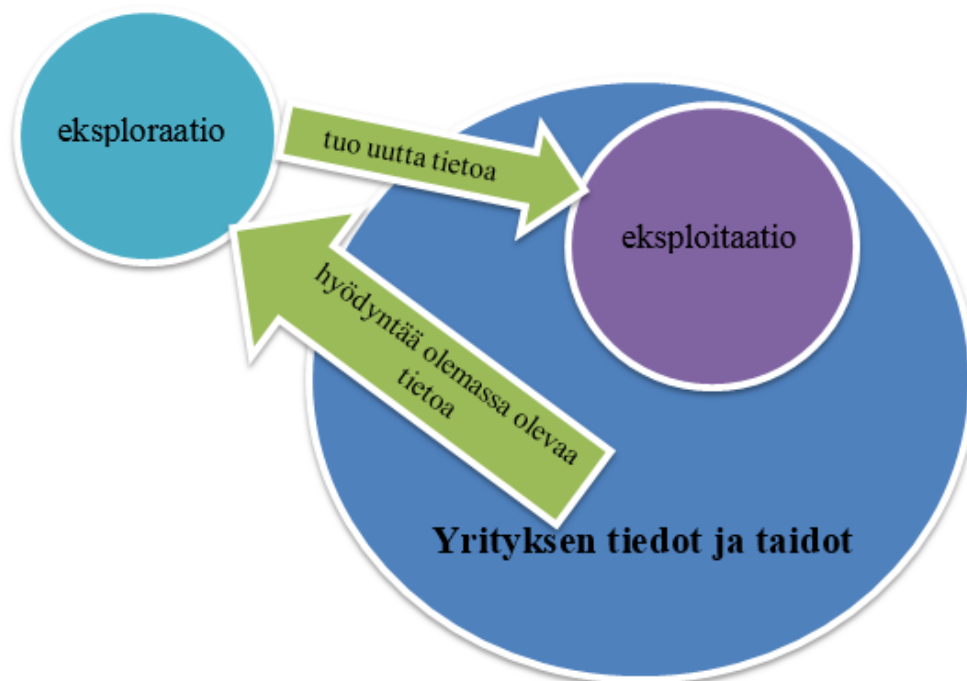 eksploraatio
tuo uutta tietoa
eksploitaatio
hyödyntää olemassa olevaa
tietoa
Yrityksen tiedot ja taidot